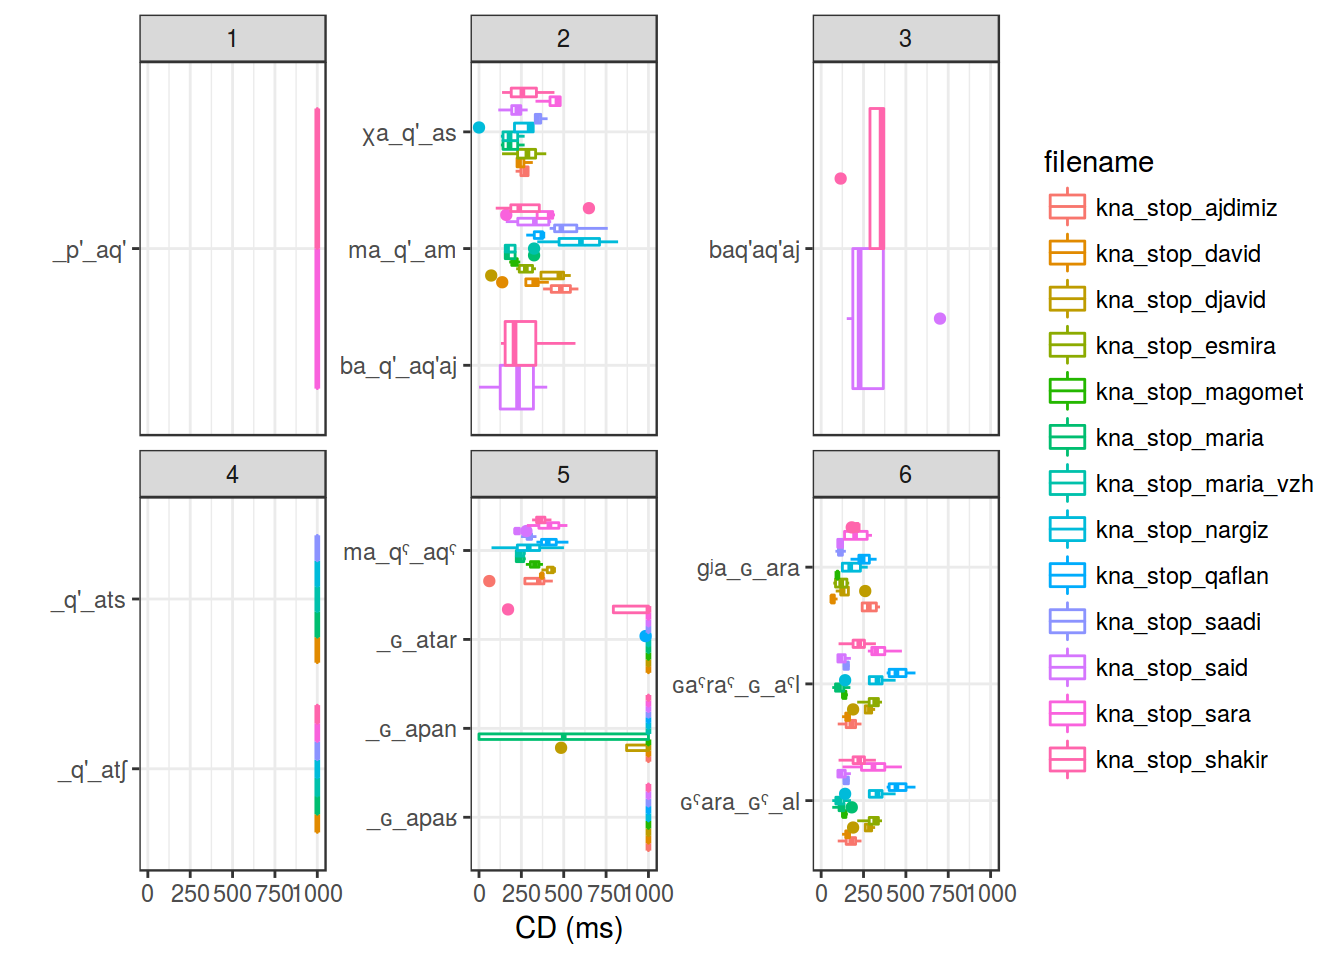 1
2
3
_p'_aq'
χa_q'_as
ma_q'_am
ba_q'_aq'aj
baq'aq'aj
4
5
6
_q'_ats
_q'_atʃ
ma_qˤ_aqˤ
_ɢ_atar
_ɢ_apan
_ɢ_apaʁ
gʲa_ɢ_ara
ɢaˤraˤ_ɢ_aˤl
ɢˤara_ɢˤ_al
0 250 500 750 1000
0 250 500 750 1000
0 250 500 750 1000
CD (ms)
filename
kna_stop_ajdimiz
kna_stop_david
kna_stop_djavid
kna_stop_esmira
kna_stop_magomet
kna_stop_maria
kna_stop_maria_vzh
kna_stop_nargiz
kna_stop_qaflan
kna_stop_saadi
kna_stop_said
kna_stop_sara
kna_stop_shakir